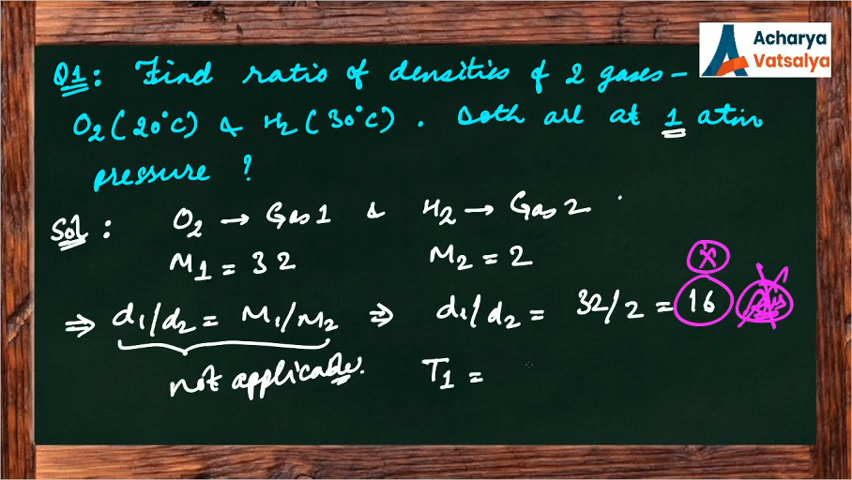 Acharya
Vatsalya
Q1: Find ratio of densities of 2 gases –
O₂ (20°C) & H₂ (30°C). Both are at 1 atm
pressure ?
Sol: O₂ → Gas 1 & H₂ → Gas 2
M₁ = 32 M₂ = 2
⇒ d₁/d₂ = M₁/M₂ ⇒ d₁/d₂ = 32/2 = 16
not applicable. T₁ =